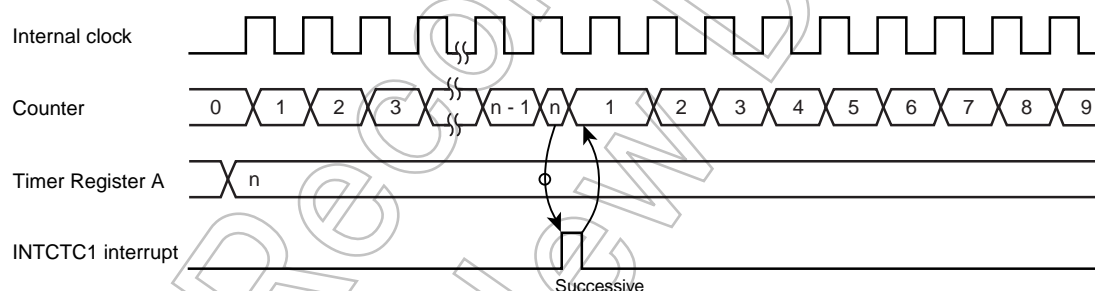 Internal clock
Counter 0 1 2 3 n - 1 n 1 2 3 4 5 6 7 8 9
Timer Register A n
INTCTC1 interrupt
Successive